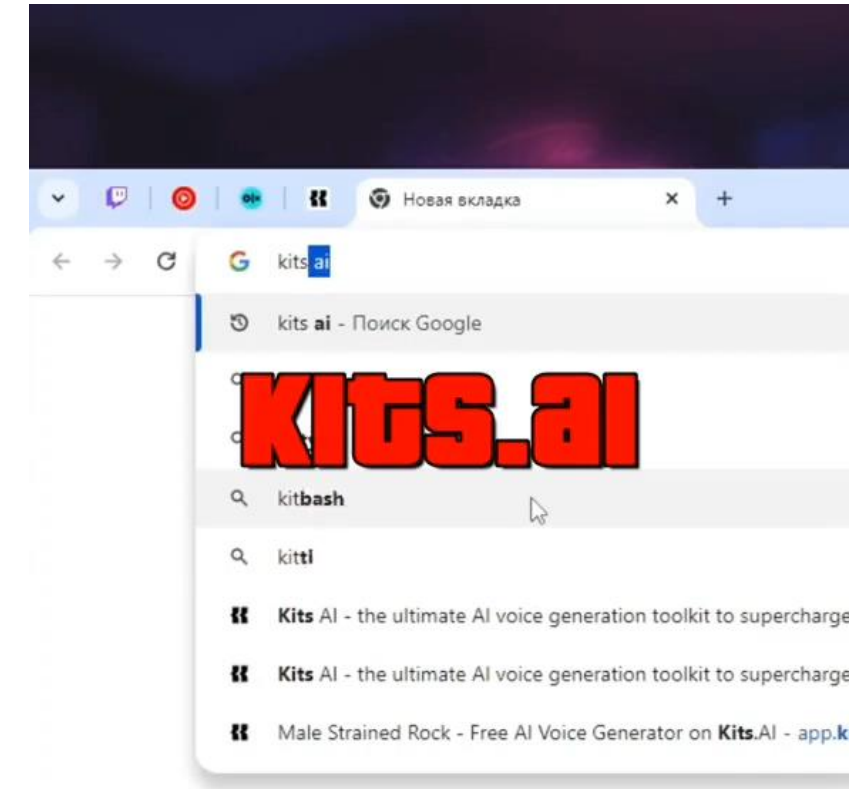 Новая вкладка
kits ai
kits ai - Поиск Google
KITS.AI
kitbash
kitti
Kits AI - the ultimate AI voice generation toolkit to supercharge
Kits AI - the ultimate AI voice generation toolkit to supercharge
Male Strained Rock - Free AI Voice Generator on Kits.AI - app.k